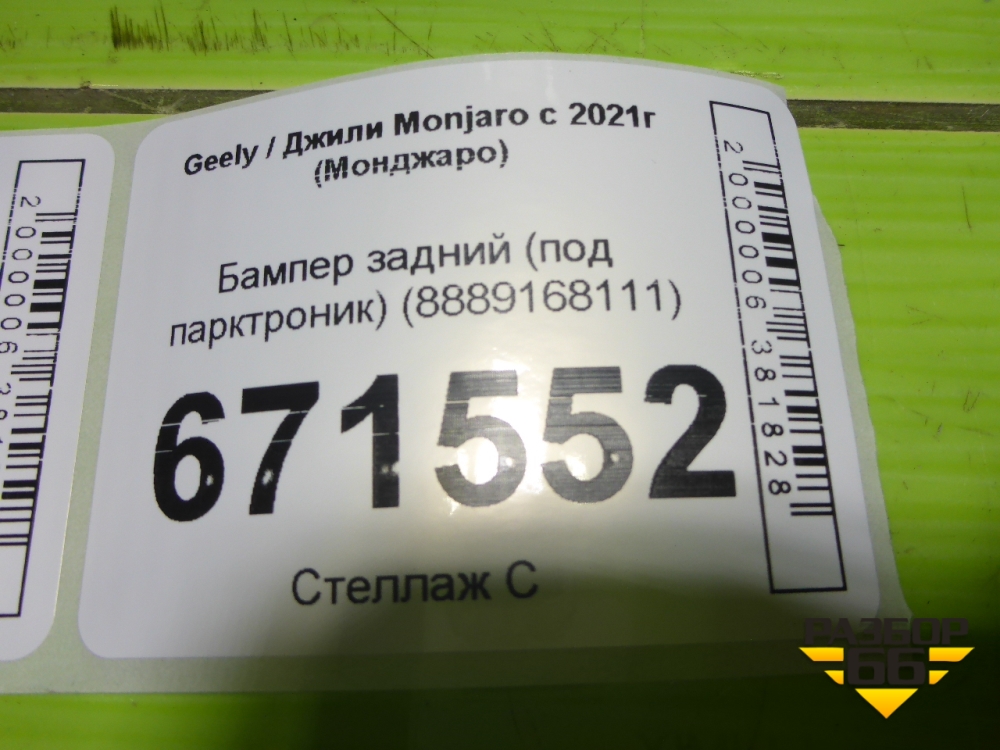 Geely / Джили Monjaro с 2021г
(Монджаро)
Бампер задний (под
парктроник) (8889168111)
671552
Стеллаж С
2000006381828
РАЗБОР
66